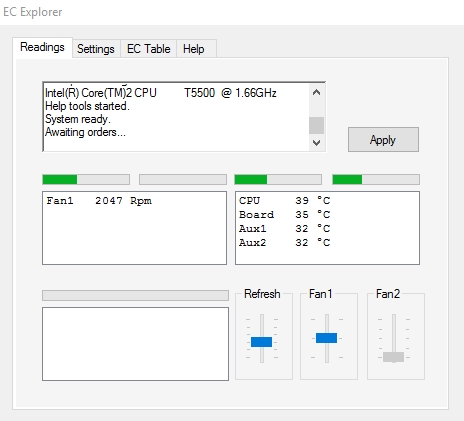 EC Explorer
Readings Settings EC Table Help
Intel(R) Core(TM)2 CPU T5500 @ 1.66GHz
Help tools started.
System ready.
Awaiting orders...
Apply
Fan1 2047 Rpm
CPU 39 °C
Board 35 °C
Aux1 32 °C
Aux2 32 °C
Refresh Fan1 Fan2